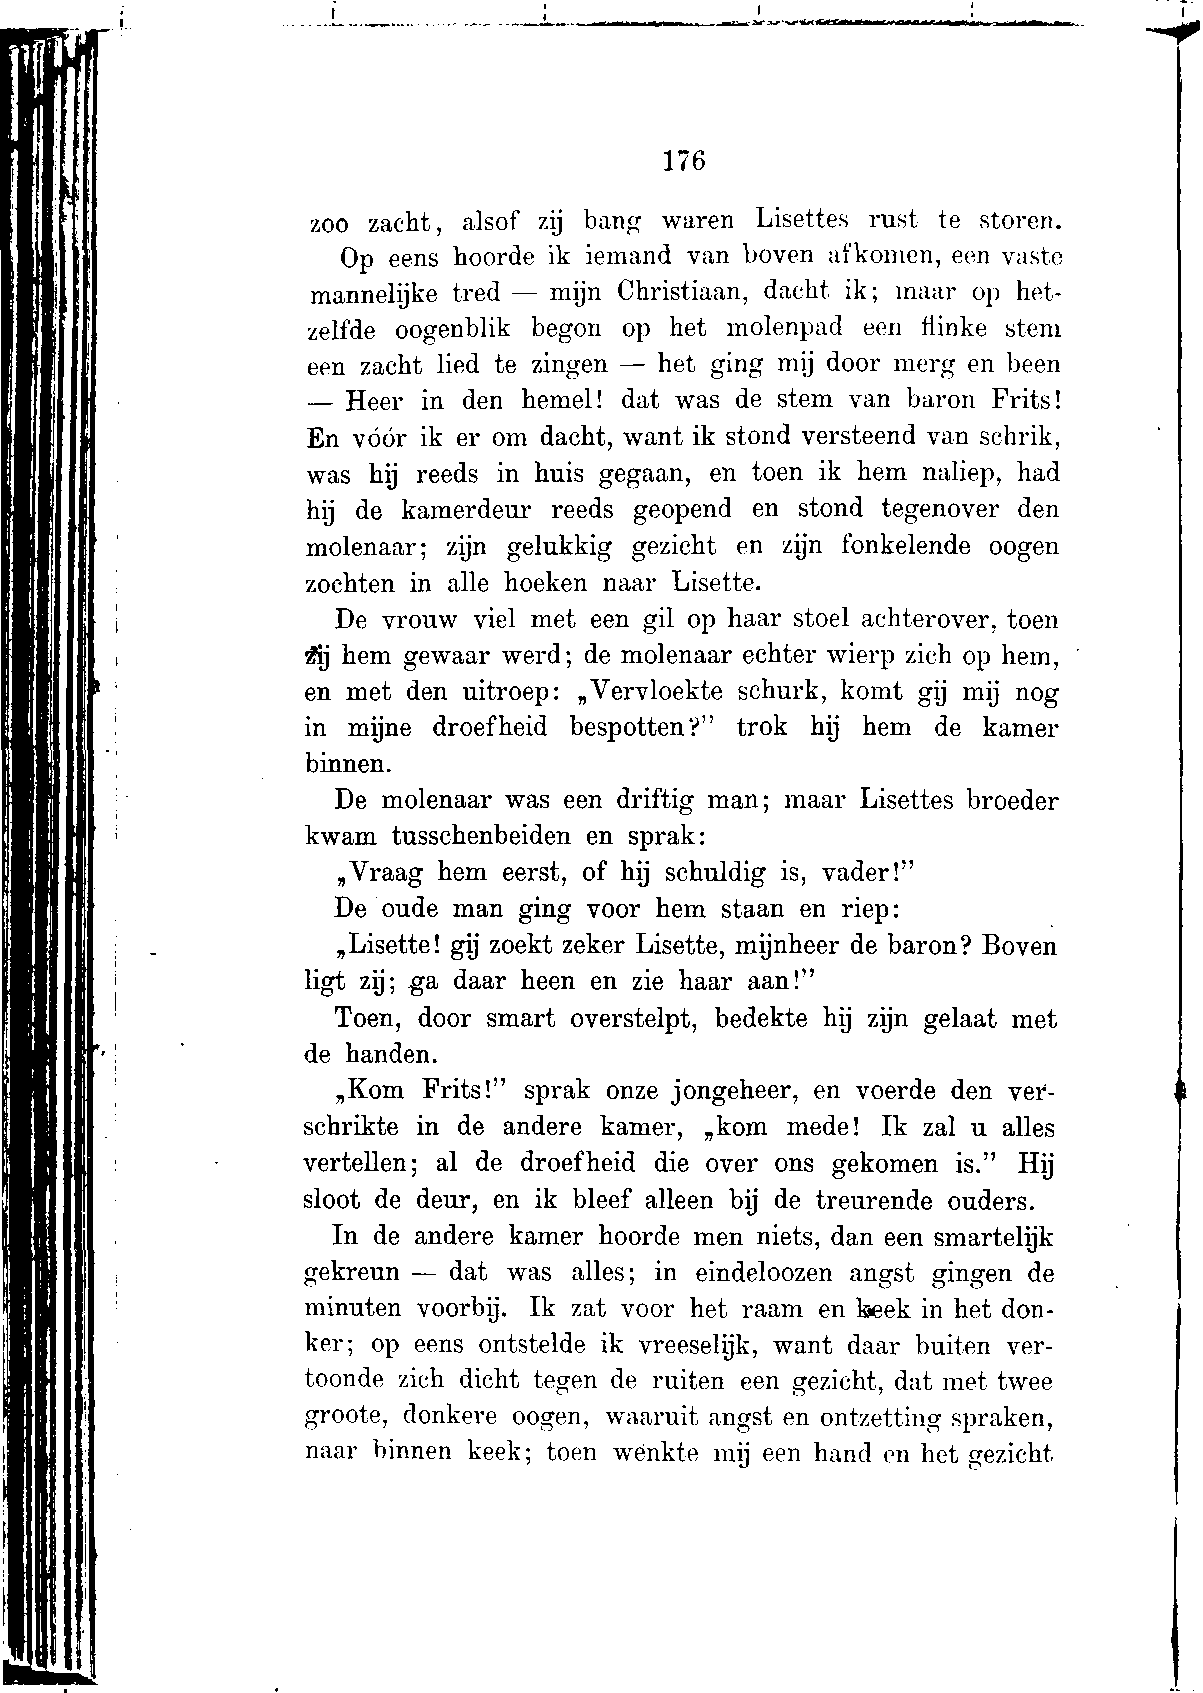 176
zoo zacht, alsof zij bang waren Lisettes rust te storen.
Op eens hoorde ik iemand van boven afkomen, een vaste
mannelijke tred — mijn Christiaan, dacht ik; maar op het-
zelfde oogenblik begon op het molenpad een flinke stem
een zacht lied te zingen — het ging mij door merg en been
— Heer in den hemel! dat was de stem van baron Frits!
En vóór ik er om dacht, want ik stond versteend van schrik,
was hij reeds in huis gegaan, en toen ik hem naliep, had
hij de kamerdeur reeds geopend en stond tegenover den
molenaar; zijn gelukkig gezicht en zijn fonkelende oogen
zochten in alle hoeken naar Lisette.
De vrouw viel met een gil op haar stoel achterover, toen
zij hem gewaar werd; de molenaar echter wierp zich op hem,
en met den uitroep: „Vervloekte schurk, komt gij mij nog
in mijne droefheid bespotten?” trok hij hem de kamer
binnen.
De molenaar was een driftig man; maar Lisettes broeder
kwam tusschenbeiden en sprak:
„Vraag hem eerst, of hij schuldig is, vader!”
De oude man ging voor hem staan en riep:
„Lisette! gij zoekt zeker Lisette, mijnheer de baron? Boven
ligt zij; ga daar heen en zie haar aan!”
Toen, door smart overstelpt, bedekte hij zijn gelaat met
de handen.
„Kom Frits!” sprak onze jongeheer, en voerde den ver-
schrikte in de andere kamer, „kom mede! Ik zal u alles
vertellen; al de droefheid die over ons gekomen is.” Hij
sloot de deur, en ik bleef alleen bij de treurende ouders.
In de andere kamer hoorde men niets, dan een smartelijk
gekreun — dat was alles; in eindeloozen angst gingen de
minuten voorbij. Ik zat voor het raam en keek in het don-
ker; op eens ontstelde ik vreeselijk, want daar buiten ver-
toonde zich dicht tegen de ruiten een gezicht, dat met twee
groote, donkere oogen, waaruit angst en ontzetting spraken,
naar binnen keek; toen wenkte mij een hand en het gezicht